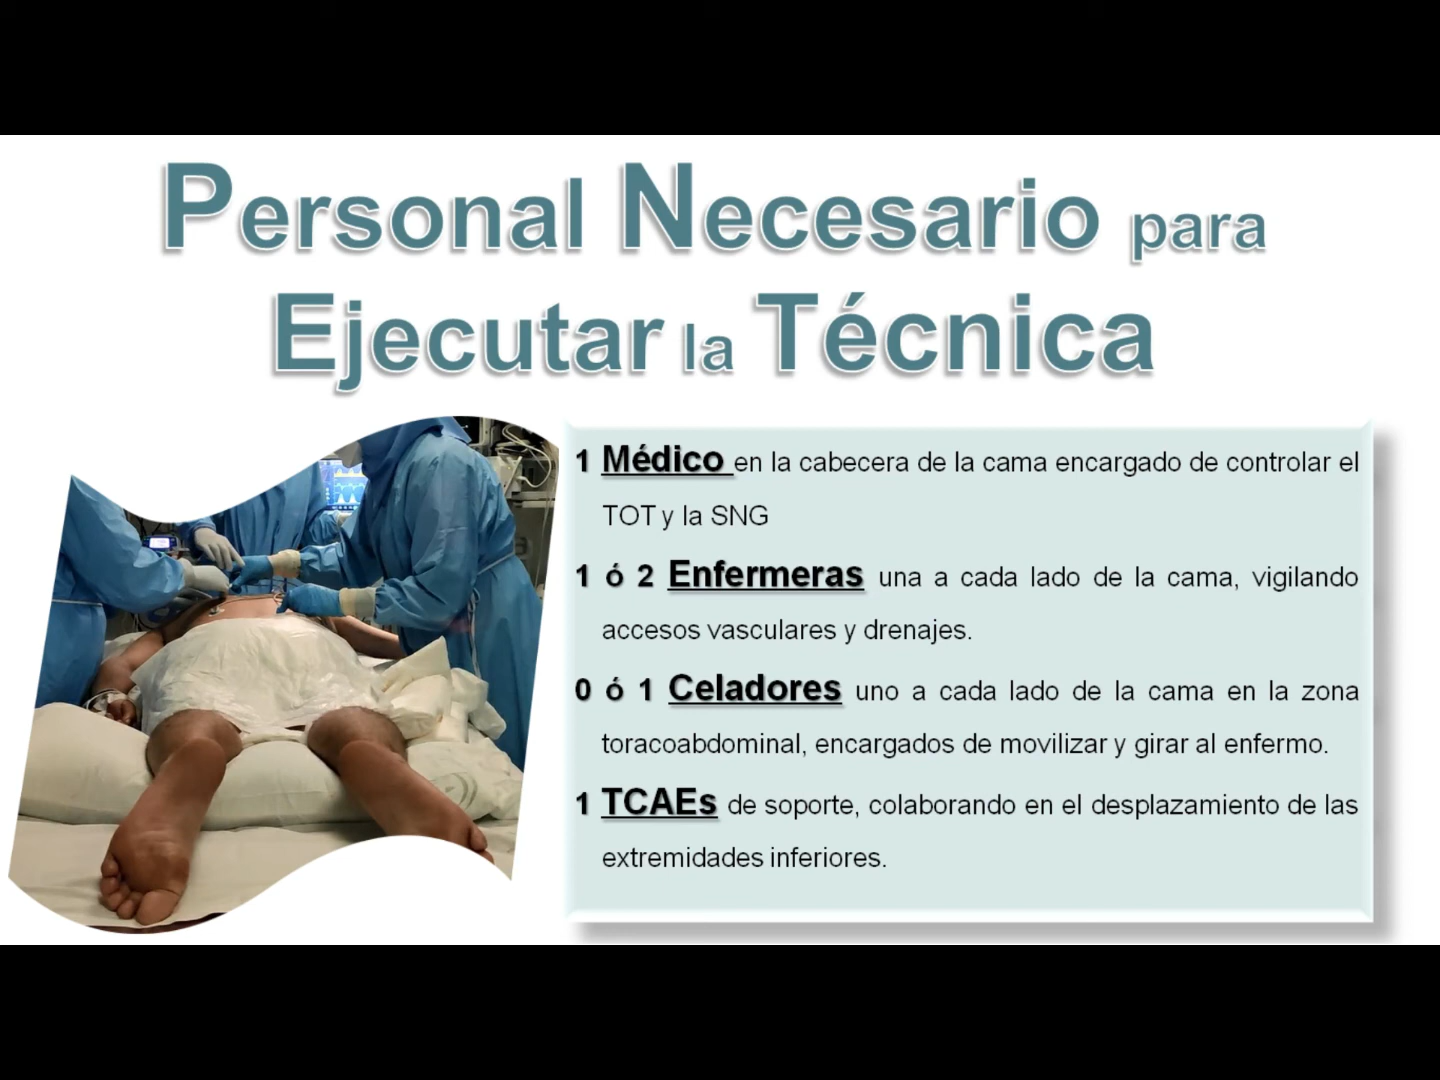 Personal Necesario para
Ejecutar la Técnica
1 Médico en la cabecera de la cama encargado de controlar el
TOT y la SNG
1 ó 2 Enfermeras una a cada lado de la cama, vigilando
accesos vasculares y drenajes.
0 ó 1 Celadores uno a cada lado de la cama en la zona
toracoabdominal, encargados de movilizar y girar al enfermo.
1 TCAEs de soporte, colaborando en el desplazamiento de las
extremidades inferiores.